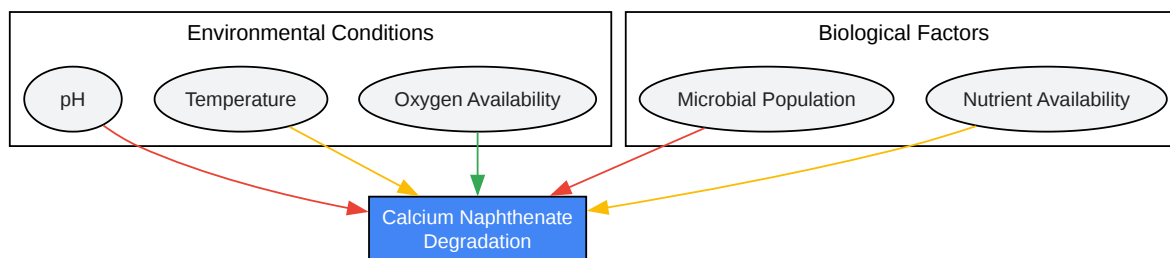 Environmental Conditions
Biological Factors
pH
Temperature
Oxygen Availability
Microbial Population
Nutrient Availability
Calcium Naphthenate
Degradation